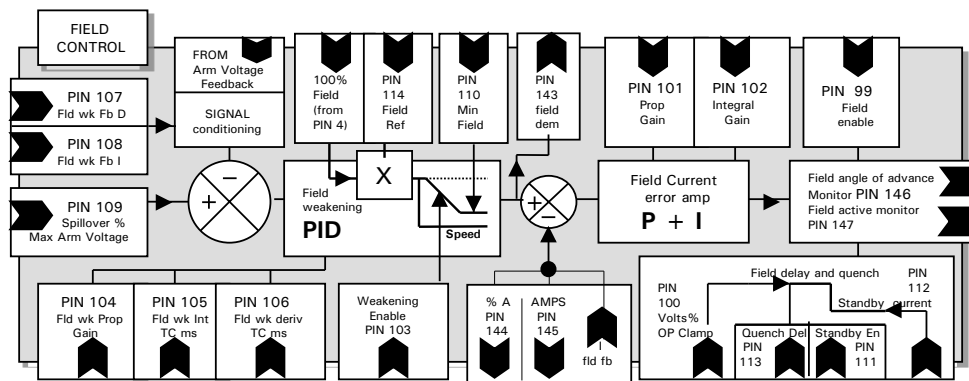 FIELD
CONTROL
FROM
Arm Voltage
Feedback
SIGNAL
conditioning
100%
Field
(from
PIN 4)
PIN
114
Field
Ref
PIN
110
Min
Field
PIN
143
field
dem
PIN 101
Prop
Gain
PIN 102
Integral
Gain
PIN 99
Field
enable
PIN 107
Fld wk Fb D
PIN 108
Fld wk Fb I
PIN 109
Spillover %
Max Arm Voltage
−
+
Field
weakening
PID
X
Speed
+
−
Field Current
error amp
P + I
Field angle of advance
Monitor PIN 146
Field active monitor
PIN 147
PIN 104
Fld wk Prop
Gain
PIN 105
Fld wk Int
TC ms
PIN 106
Fld wk deriv
TC ms
Weakening
Enable
PIN 103
% A
PIN
144
AMPS
PIN
145
I
fld fb
Field delay and quench
PIN
112
PIN
100
Volts%
OP Clamp
Standby current
Quench Del
PIN
113
Standby En
PIN
111